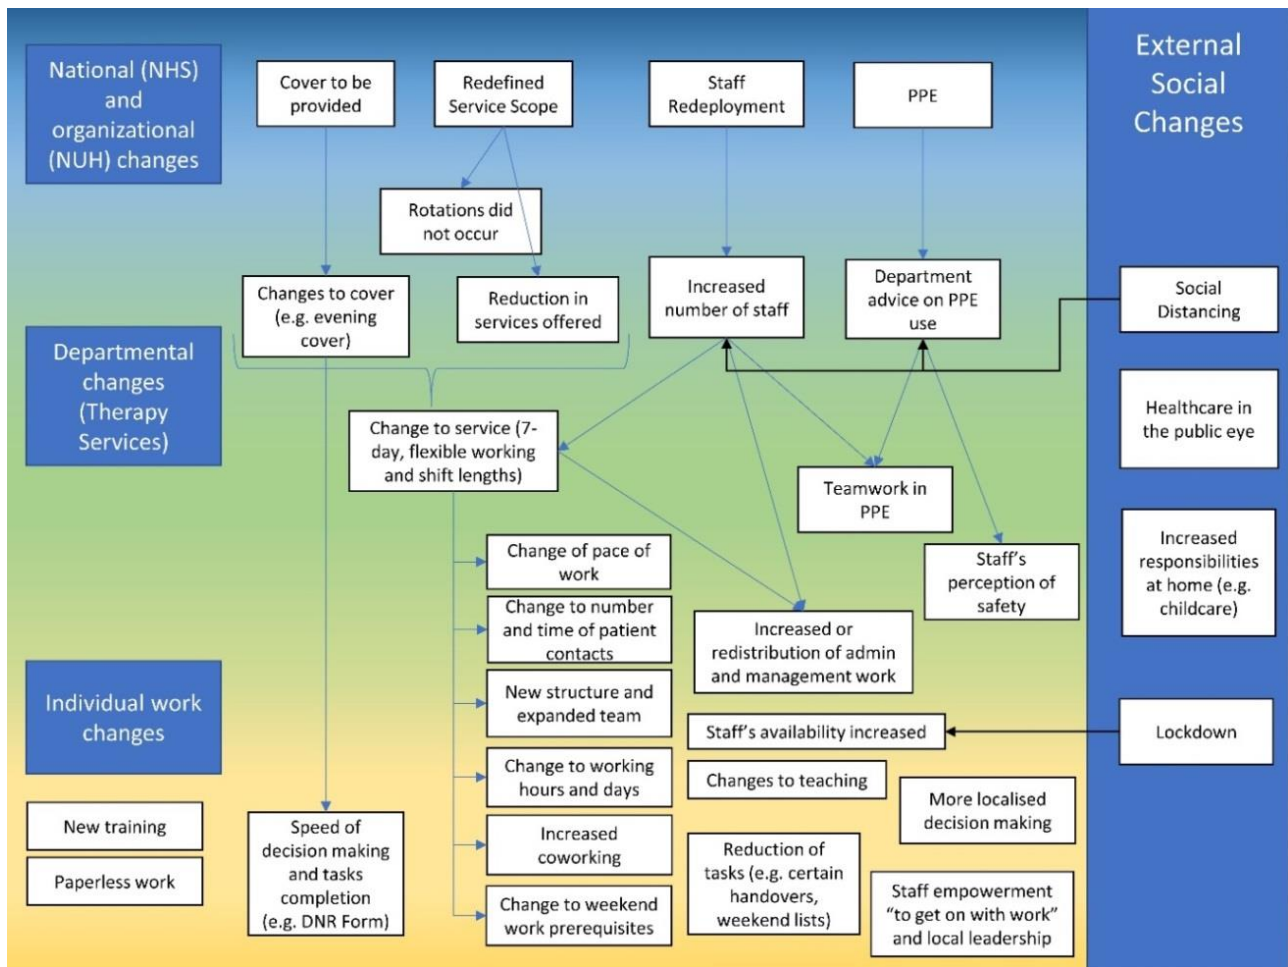 National (NHS)
and
organizational
(NUH) changes
Cover to be
provided
Redefined
Service Scope
Staff
Redeployment
PPE
External
Social
Changes
Rotations did
not occur
Changes to cover
(e.g. evening
cover)
Reduction in
services offered
Increased
number of staff
Department
advice on PPE
use
Social
Distancing
Departmental
changes
(Therapy
Services)
Change to service (7-
day, flexible working
and shift lengths)
Healthcare in
the public eye
Teamwork in
PPE
Change of pace of
work
Staff's
perception of
safety
Increased
responsibilities
at home (e.g.
childcare)
Change to number
and time of patient
contacts
Increased or
redistribution of admin
and management work
Individual work
changes
New structure and
expanded team
Staff's availability increased
Lockdown
Change to working
hours and days
Changes to teaching
More localised
decision making
New training
Paperless work
Speed of
decision making
and tasks
completion
(e.g. DNR Form)
Increased
coworking
Change to weekend
work prerequisites
Reduction of
tasks (e.g. certain
handovers,
weekend lists)
Staff empowerment
"to get on with work"
and local leadership